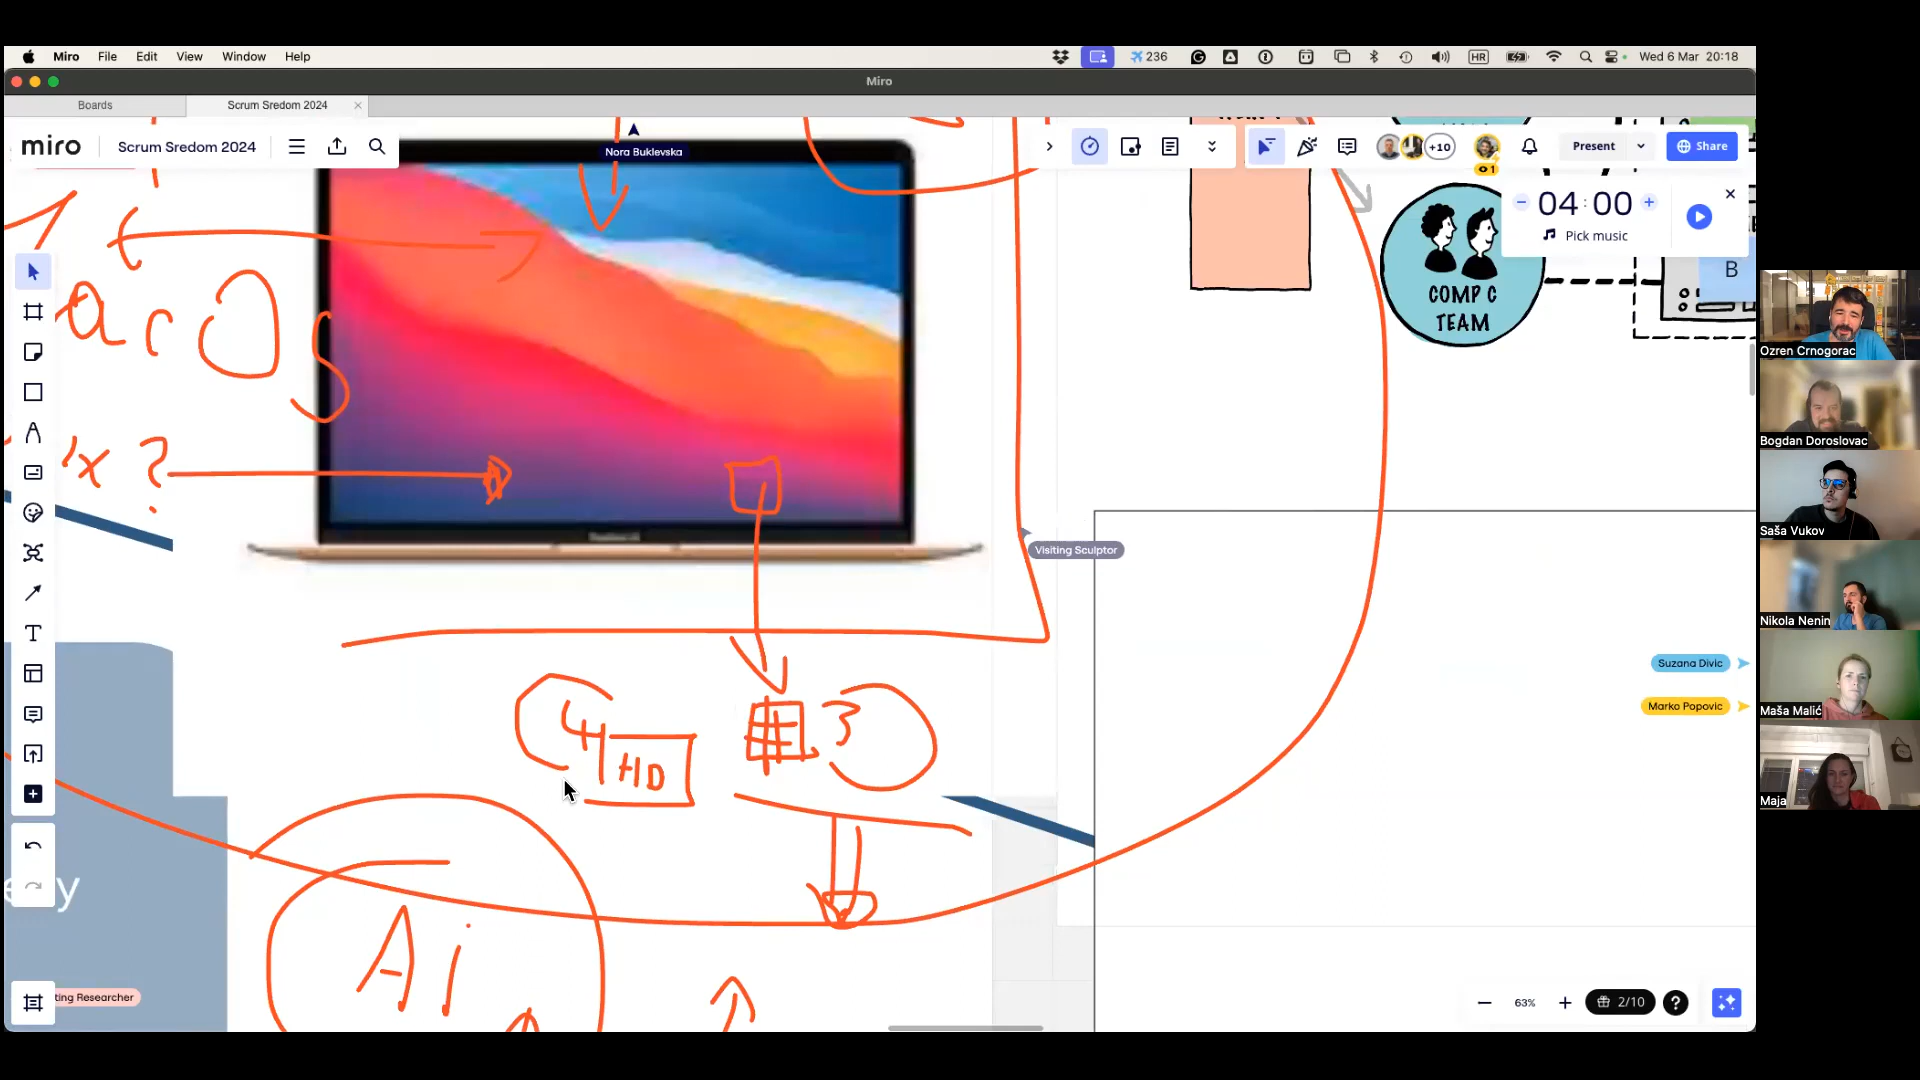 Miro File Edit View Window Help
236 HR Wed 6 Mar 20:18
Miro
Boards
Scrum Sredom 2024
miro Scrum Sredom 2024
Nora Buklevska
+10
1
Present
Share
04:00
Pick music
B
COMP C
TEAM
x ?
Visiting Sculptor
Suzana Divic
Marko Popovic
4
HD
3
Ai
ting Researcher
63%
2/10
?
Ozren Crnogorac
Bogdan Doroslovac
Saša Vukov
Nikola Nenin
Maša Malić
Maja